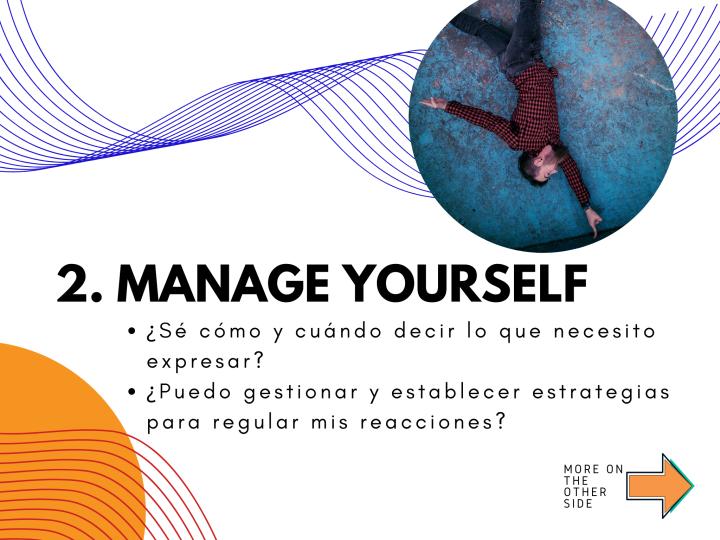 2. MANAGE YOURSELF
• ¿Sé cómo y cuándo decir lo que necesito
expresar?
• ¿Puedo gestionar y establecer estrategias
para regular mis reacciones?
MORE ON
THE
OTHER
SIDE